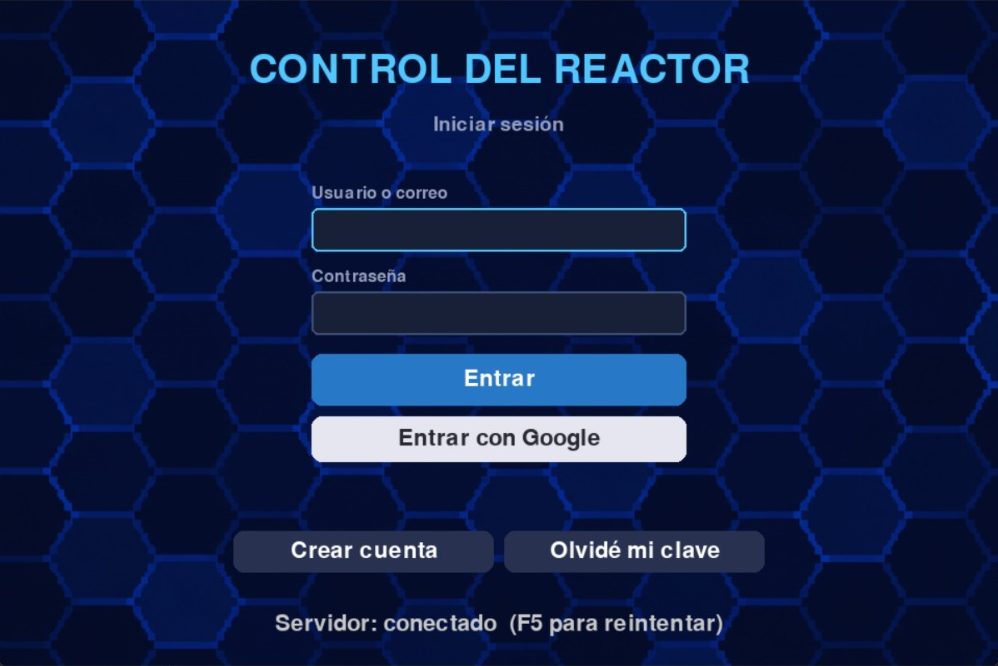 CONTROL DEL REACTOR
Iniciar sesión
Usuario o correo
Contraseña
Entrar
Entrar con Google
Crear cuenta Olvidé mi clave
Servidor: conectado (F5 para reintentar)